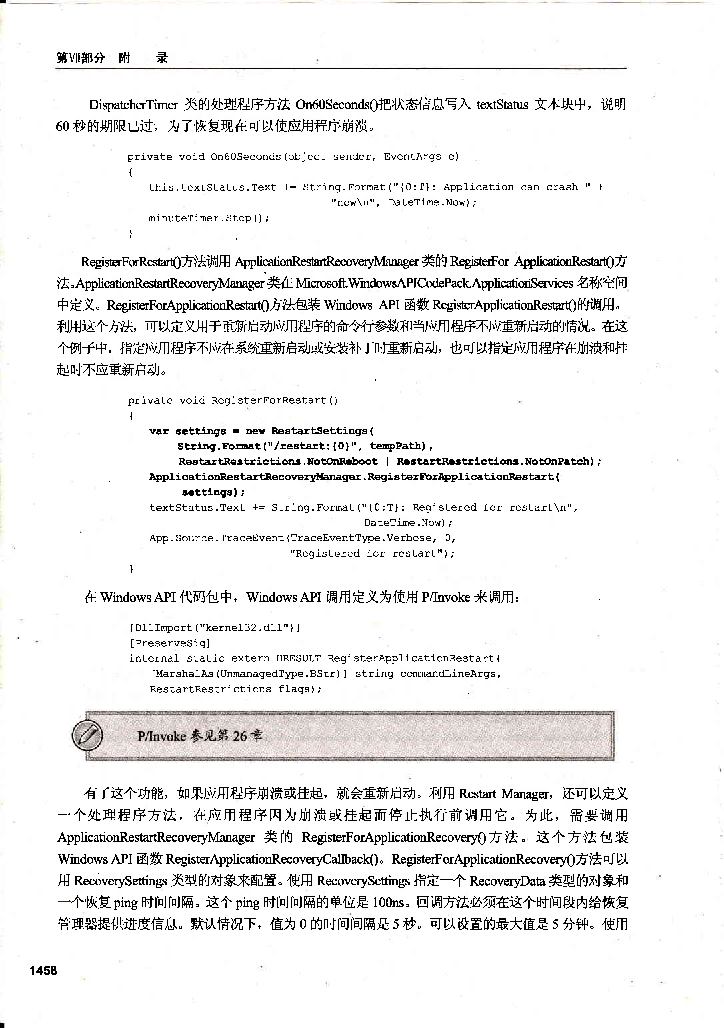 第VII部分 附 录
DispatcherTimer 类的处理程序方法 On60Seconds()把状态信息写入 textStatus 文本块中，说明
60 秒的期限已过，为了恢复现在可以使应用程序崩溃。
private void On60Seconds(object sender, EventArgs e)
{
this.textStatus.Text += String.Format("{0:T}: Application can crash " +
"now\n", DateTime.Now);
minuteTimer.Stop();
}
RegisterForRestart()方法调用 ApplicationRestartRecoveryManager 类的 RegisterFor ApplicationRestart()方
法。ApplicationRestartRecoveryManager 类在 Microsoft.WindowsAPICodePack.ApplicationServices 名称空间
中定义。RegisterForApplicationRestart()方法包装 Windows API 函数 RegisterApplicationRestart()的调用。
利用这个方法，可以定义用于重新启动应用程序的命令行参数和当应用程序不应重新启动的情况。在这
个例子中，指定应用程序不应在系统重新启动或安装补丁时重新启动，也可以指定应用程序在崩溃和挂
起时不应重新启动。
private void RegisterForRestart()
{
var settings = new RestartSettings(
String.Format("/restart:{0}", tempPath),
RestartRestrictions.NotOnReboot | RestartRestrictions.NotOnPatch);
ApplicationRestartRecoveryManager.RegisterForApplicationRestart(
settings);
textStatus.Text += String.Format("{0:T}: Registered for restart\n",
DateTime.Now);
App.Source.TraceEvent(TraceEventType.Verbose, 0,
"Registered for restart");
}
在 Windows API 代码包中，Windows API 调用定义为使用 P/Invoke 来调用：
[DllImport("kernel32.dll")]
[PreserveSig]
internal static extern HRESULT RegisterApplicationRestart(
[MarshalAs(UnmanagedType.BStr)] string commandLineArgs,
RestartRestrictions flags);
P/Invoke 参见第 26 章
有了这个功能，如果应用程序崩溃或挂起，就会重新启动。利用 Restart Manager，还可以定义
一个处理程序方法，在应用程序因为崩溃或挂起而停止执行前调用它。为此，需要调用
ApplicationRestartRecoveryManager 类的 RegisterForApplicationRecovery()方法。这个方法包装
Windows API 函数 RegisterApplicationRecoveryCallback()。RegisterForApplicationRecovery()方法可以
用 RecoverySettings 类型的对象来配置。使用 RecoverySettings 指定一个 RecoveryData 类型的对象和
一个恢复 ping 时间间隔。这个 ping 时间间隔的单位是 100ns。回调方法必须在这个时间段内给恢复
管理器提供进度信息。默认情况下，值为 0 的时间间隔是 5 秒。可以设置的最大值是 5 分钟。使用
1458